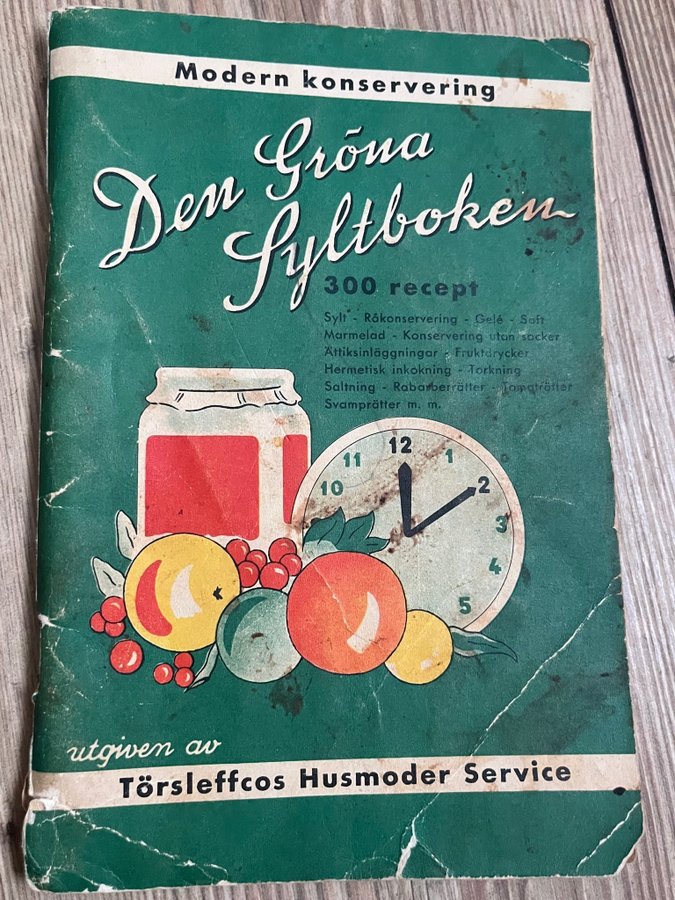 Modern konservering
Den Gröna
Syltboken
300 recept
Sylt - Råkonservering - Gelé - Saft
Marmelad - Konservering utan socker
Ättiksinläggningar - Fruktdrycker
Hermetisk inkokning - Torkning
Saltning - Rabarberrätter - Tomaträtter
Svamprätter m. m.
12
11 1
10 2
3
4
5
utgiven av
Törsleffcos Husmoder Service